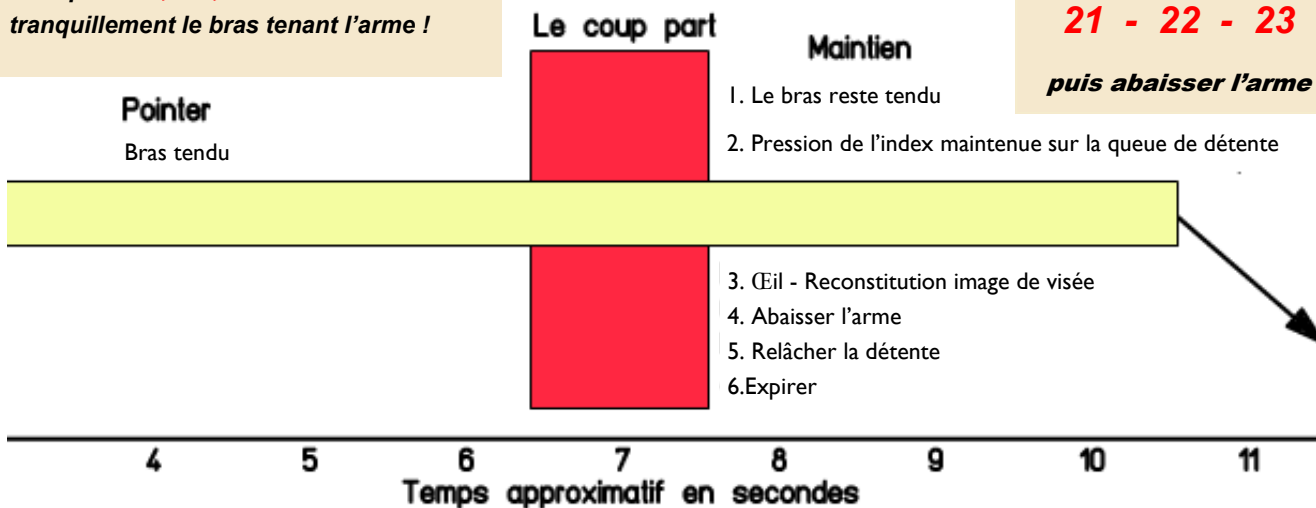 tranquillement le bras tenant l'arme !
Le coup part
Maintien
21 - 22 - 23
puis abaisser l'arme
Pointer
Bras tendu
1. Le bras reste tendu
2. Pression de l'index maintenue sur la queue de détente
3. Œil - Reconstitution image de visée
4. Abaisser l'arme
5. Relâcher la détente
6.Expirer
4 5 6 7 8 9 10 11
Temps approximatif en secondes